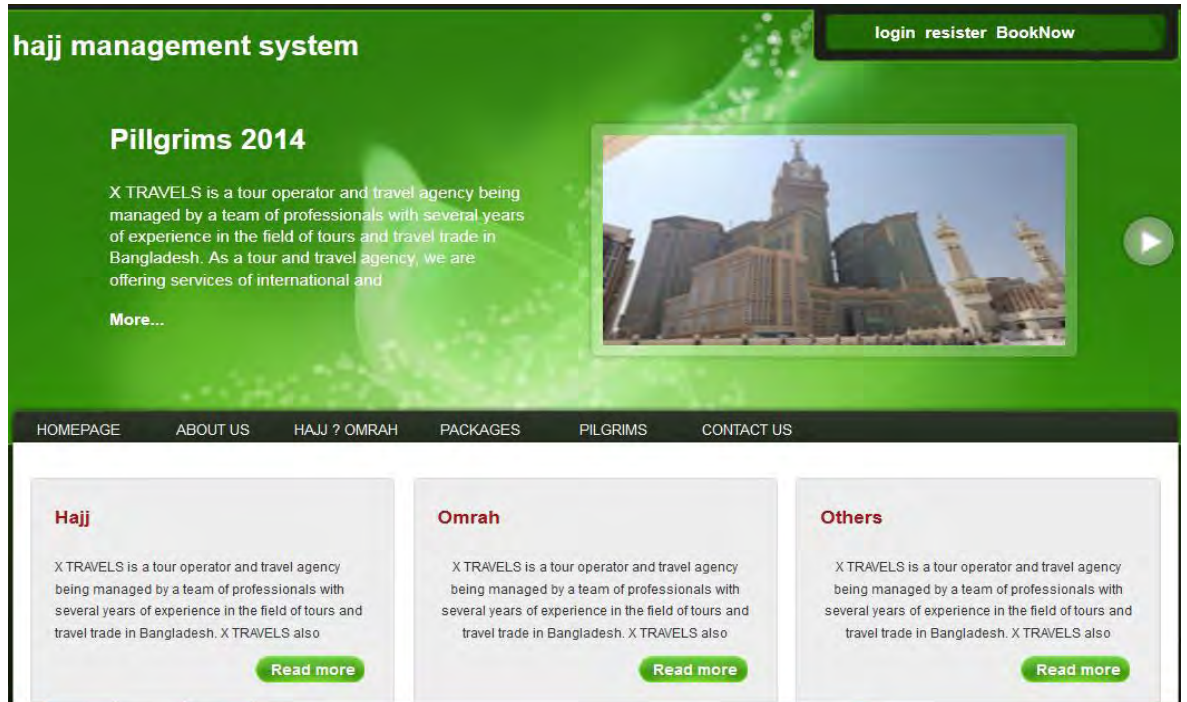 hajj management system
login resister BookNow
Pillgrims 2014
X TRAVELS is a tour operator and travel agency being
managed by a team of professionals with several years
of experience in the field of tours and travel trade in
Bangladesh. As a tour and travel agency, we are
offering services of international and
More...
HOMEPAGE ABOUT US HAJJ ? OMRAH PACKAGES PILGRIMS CONTACT US
Hajj
X TRAVELS is a tour operator and travel agency
being managed by a team of professionals with
several years of experience in the field of tours and
travel trade in Bangladesh. X TRAVELS also
Read more
Omrah
X TRAVELS is a tour operator and travel agency
being managed by a team of professionals with
several years of experience in the field of tours and
travel trade in Bangladesh. X TRAVELS also
Read more
Others
X TRAVELS is a tour operator and travel agency
being managed by a team of professionals with
several years of experience in the field of tours and
travel trade in Bangladesh. X TRAVELS also
Read more